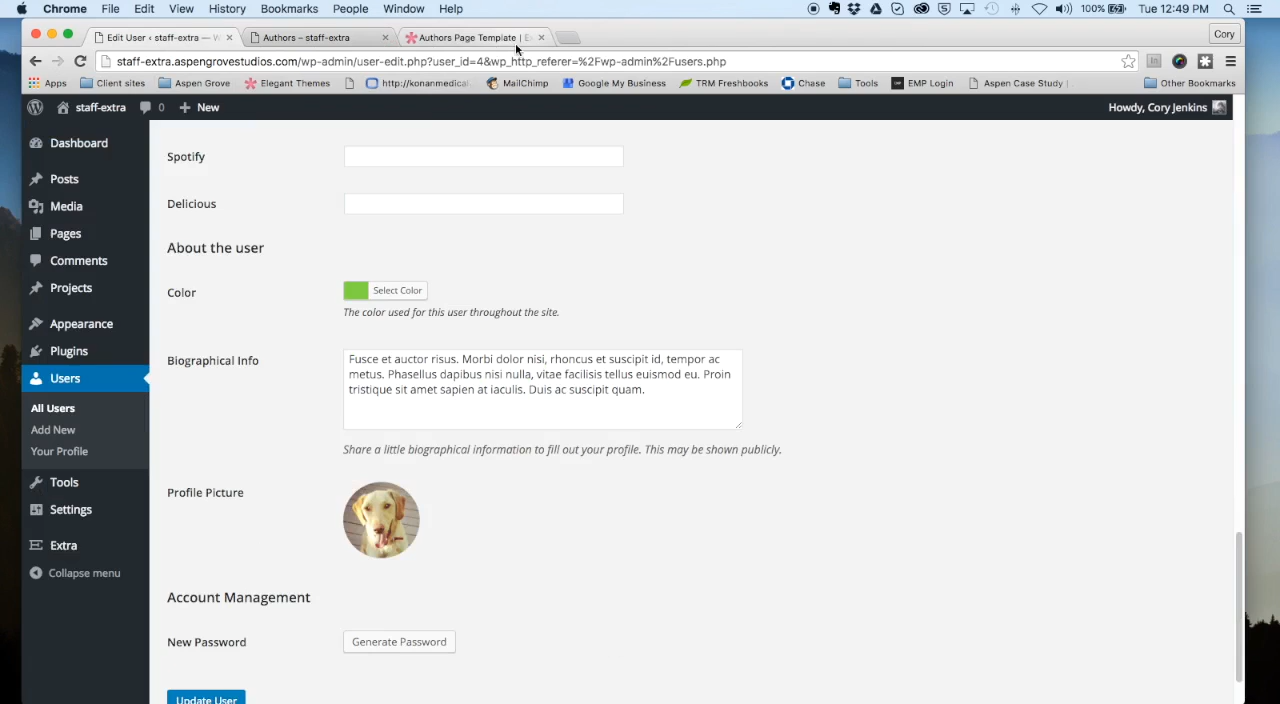 Chrome File Edit View History Bookmarks People Window Help 100% Tue 12:49 PM
Edit User ‹ staff-extra — W Authors – staff-extra Authors Page Template | E Cory
staff-extra.aspengrovestudios.com/wp-admin/user-edit.php?user_id=4&wp_http_referer=%2Fwp-admin%2Fusers.php
Apps Client sites Aspen Grove Elegant Themes http://konanmedical. MailChimp Google My Business TRM Freshbooks Chase Tools EMP Login Aspen Case Study | Other Bookmarks
staff-extra 0 New Howdy, Cory Jenkins
Dashboard
Posts
Media
Pages
Comments
Projects
Appearance
Plugins
Users
All Users
Add New
Your Profile
Tools
Settings
Extra
Collapse menu
Spotify
Delicious
About the user
Color Select Color
The color used for this user throughout the site.
Biographical Info
Fusce et auctor risus. Morbi dolor nisi, rhoncus et suscipit id, tempor ac
metus. Phasellus dapibus nisi nulla, vitae facilisis tellus euismod eu. Proin
tristique sit amet sapien at iaculis. Duis ac suscipit quam.
Share a little biographical information to fill out your profile. This may be shown publicly.
Profile Picture
Account Management
New Password Generate Password
Update User